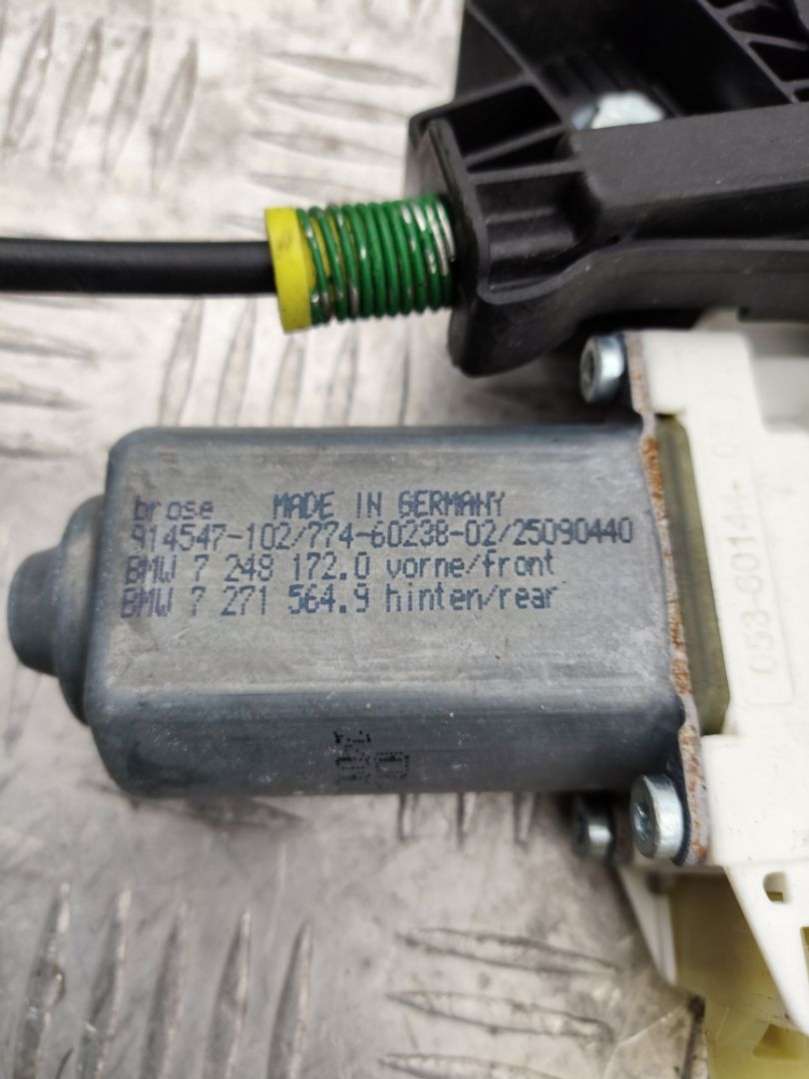 brose MADE IN GERMANY
914547-102/774-60238-02/25090440
BMW 7 248 172.0 vorne/front
BMW 7 271 564.9 hinten/rear